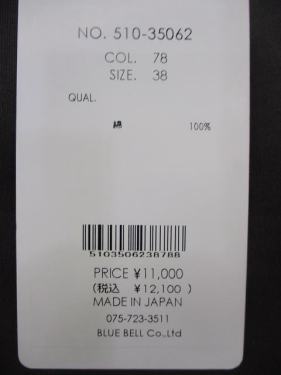 NO. 510-35062
COL. 78
SIZE. 38
QUAL.
綿 100%
5103506238788
PRICE ¥11,000
(税込 ¥12,100)
MADE IN JAPAN
075-723-3511
BLUE BELL Co.,Ltd